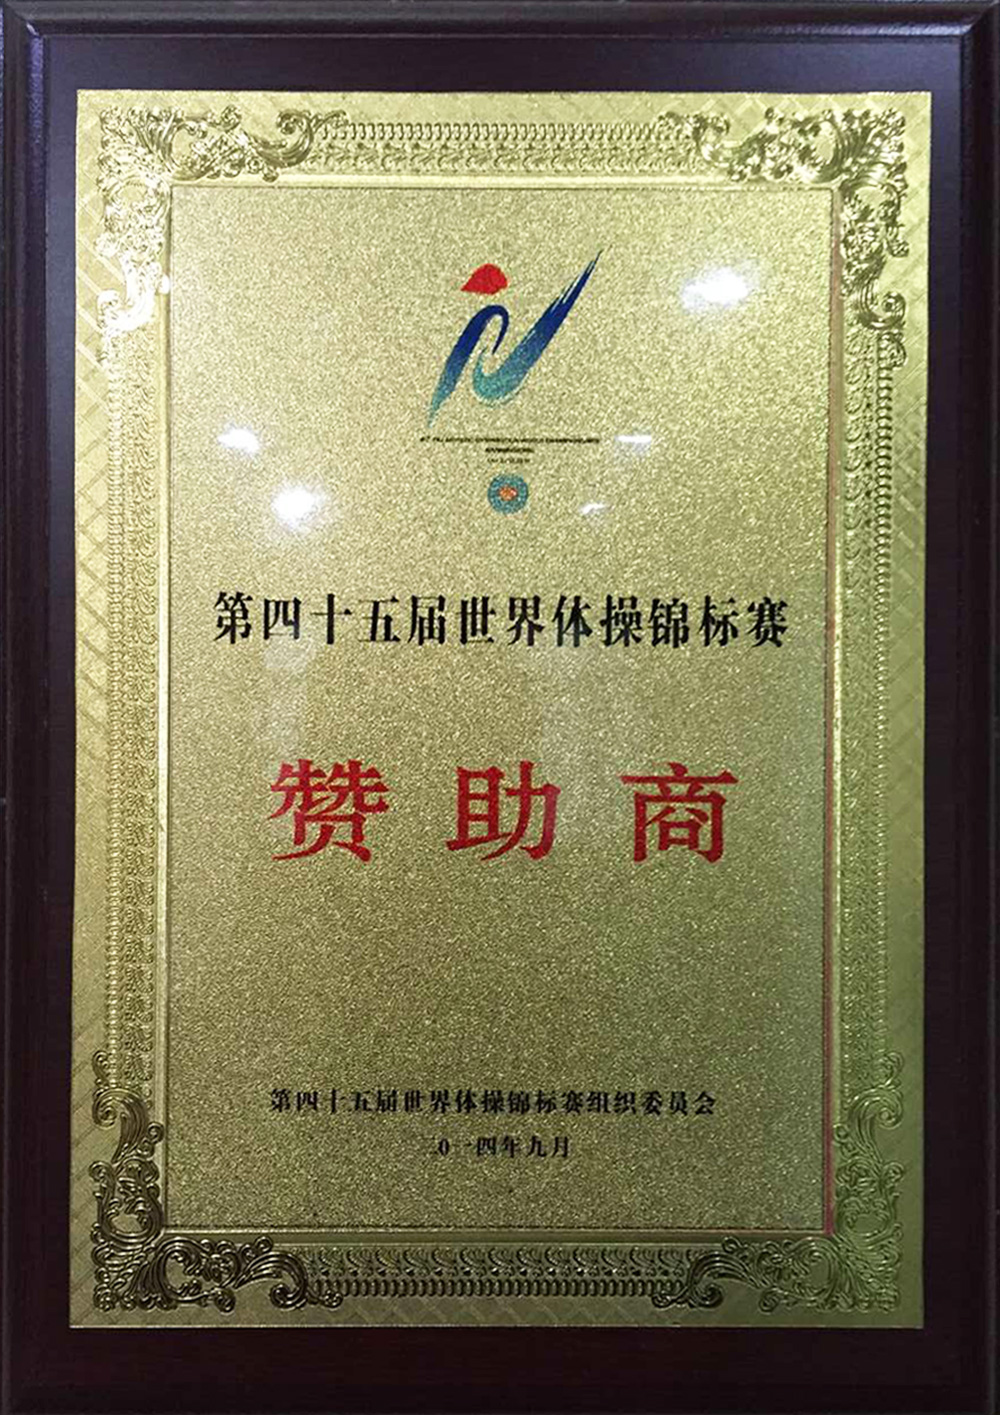 第四十五届世界体操锦标赛
赞助商
第四十五届世界体操锦标赛组织委员会
二0一四年九月